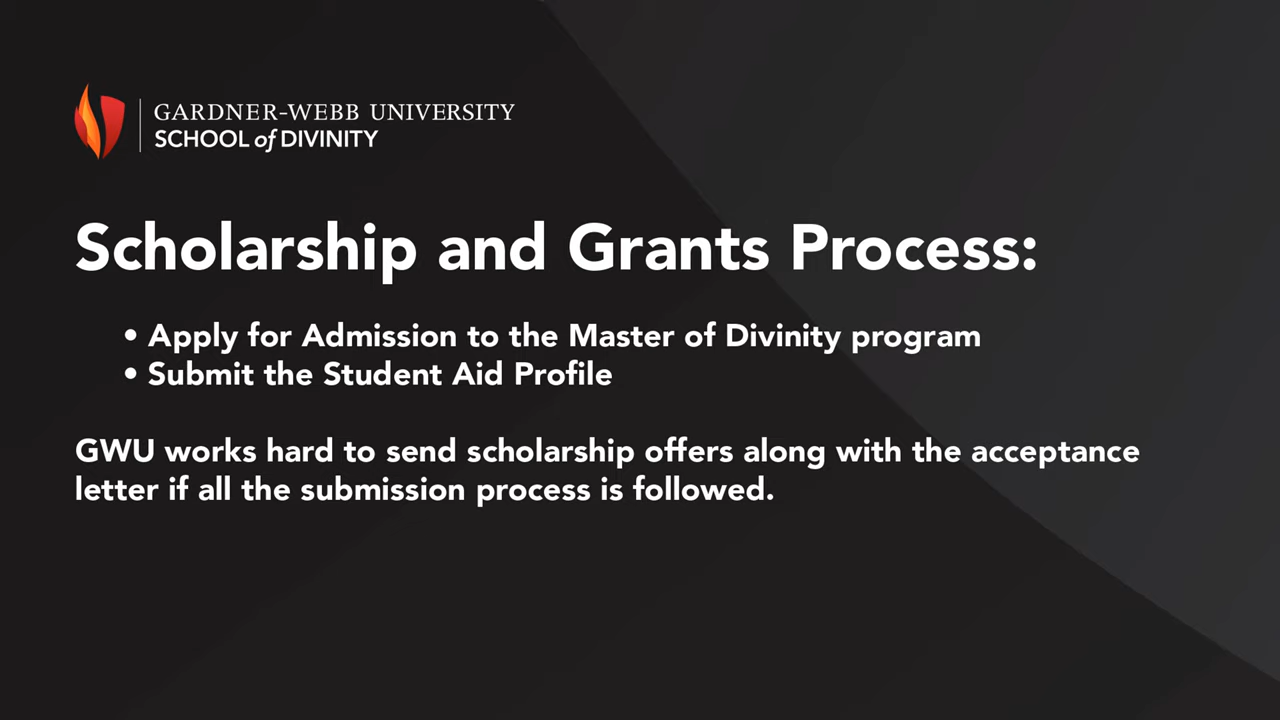 GARDNER-WEBB UNIVERSITY
SCHOOL of DIVINITY
Scholarship and Grants Process:
• Apply for Admission to the Master of Divinity program
• Submit the Student Aid Profile
GWU works hard to send scholarship offers along with the acceptance
letter if all the submission process is followed.